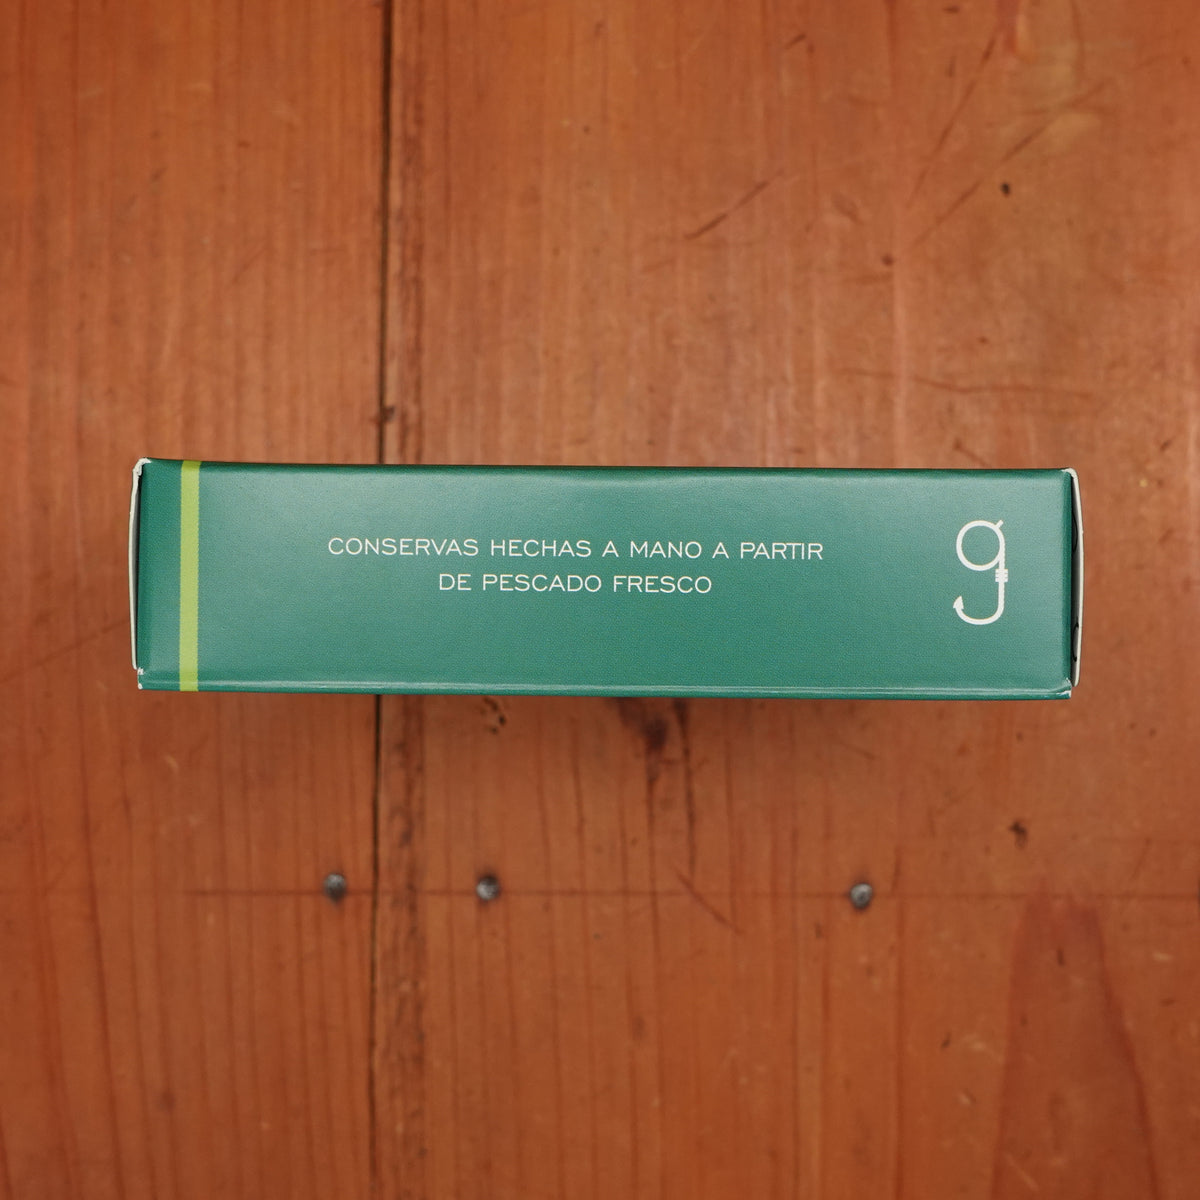 CONSERVAS HECHAS A MANO A PARTIR
DE PESCADO FRESCO
g